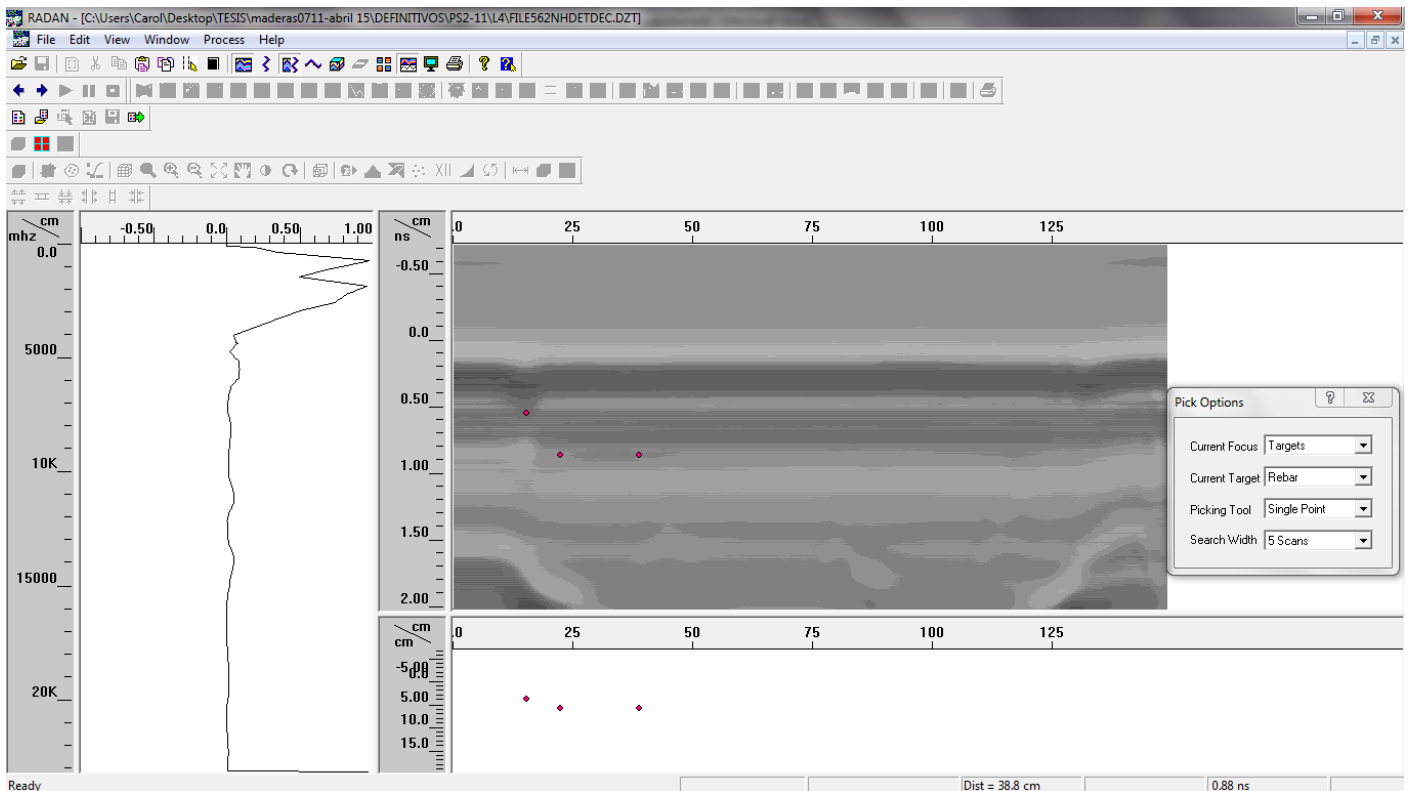 RADAN - [C:\Users\Carol\Desktop\TESIS\maderas0711-abril 15\DEFINITIVOS\PS2-11\L4\FILE562NHDETDEC.DZT]
File Edit View Window Process Help
XII
cm
mhz
-0.50 0.0 0.50 1.00
0.0
5000
10K
15000
20K
cm
ns
.0 25 50 75 100 125
-0.50
0.0
0.50
1.00
1.50
2.00
Pick Options
Current Focus Targets
Current Target Rebar
Picking Tool Single Point
Search Width 5 Scans
cm
cm
.0 25 50 75 100 125
5.00
10.0
15.0
Ready Dist = 38.8 cm 0.88 ns